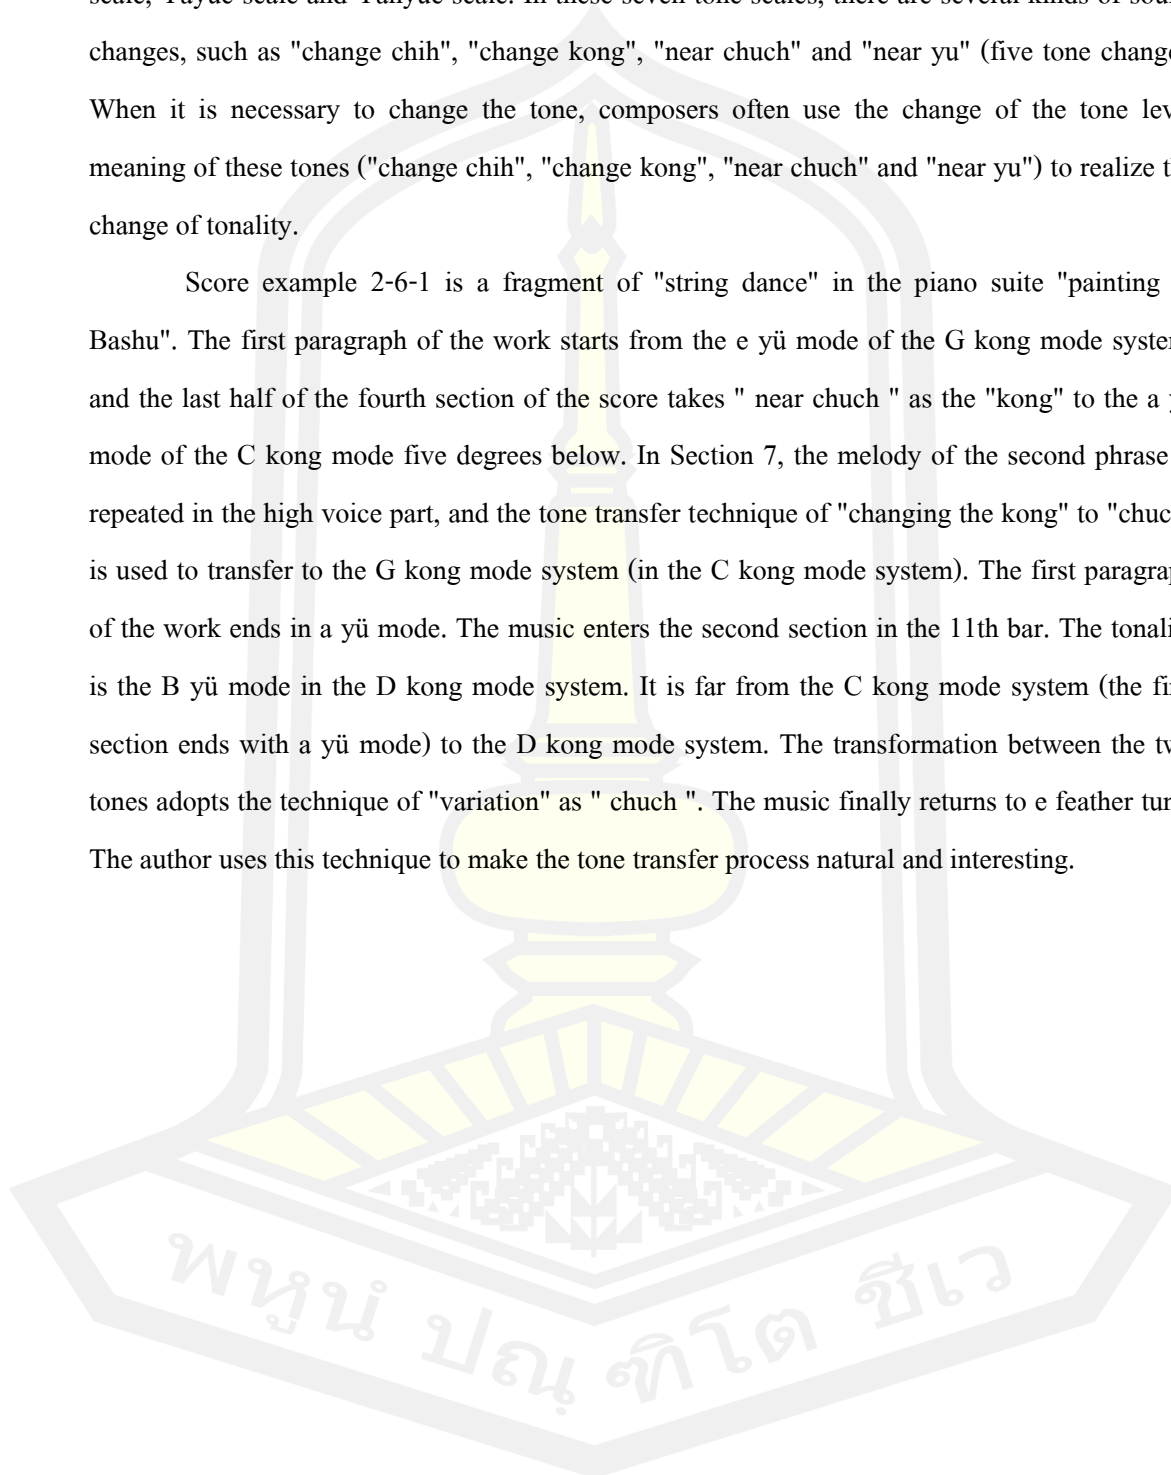 scale, Yayue scale and Yanyue scale. In these seven tone scales, there are several kinds of
changes, such as "change chih", "change kong", "near chuch" and "near yu" (five tone
When it is necessary to change the tone, composers often use the change of the tone
meaning of these tones ("change chih", "change kong", "near chuch" and "near yu") to realize
change of tonality.
Score example 2-6-1 is a fragment of "string dance" in the piano suite "painting
Bashu". The first paragraph of the work starts from the e yü mode of the G kong mode
and the last half of the fourth section of the score takes " near chuch " as the "kong" to the a
mode of the C kong mode five degrees below. In Section 7, the melody of the second phrase
repeated in the high voice part, and the tone transfer technique of "changing the kong" to
is used to transfer to the G kong mode system (in the C kong mode system). The first
of the work ends in a yü mode. The music enters the second section in the 11th bar. The
is the B yü mode in the D kong mode system. It is far from the C kong mode system (the
section ends with a yü mode) to the D kong mode system. The transformation between the
tones adopts the technique of "variation" as " chuch ". The music finally returns to e feather
The author uses this technique to make the tone transfer process natural and interesting.
พหูนํ ปณฺฑิโต ชีเว